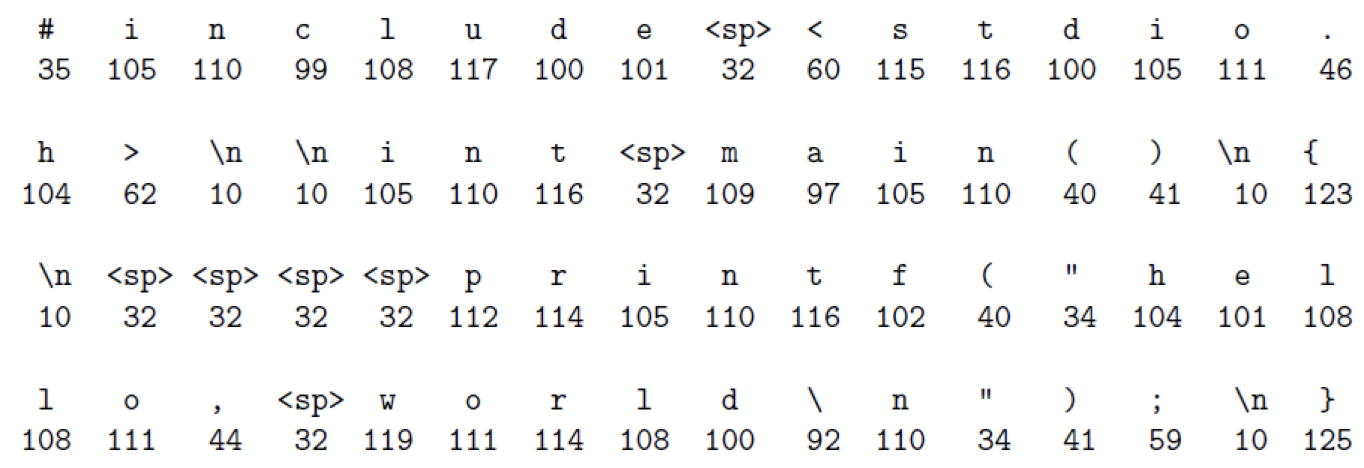 # i n c l u d e <sp> < s t d i o .
35 105 110 99 108 117 100 101 32 60 115 116 100 105 111 46
h > \n \n i n t <sp> m a i n ( ) \n {
104 62 10 10 105 110 116 32 109 97 105 110 40 41 10 123
\n <sp> <sp> <sp> <sp> p r i n t f ( " h e l
10 32 32 32 32 112 114 105 110 116 102 40 34 104 101 108
l o , <sp> w o r l d \ n " ) ; \n }
108 111 44 32 119 111 114 108 100 92 110 34 41 59 10 125